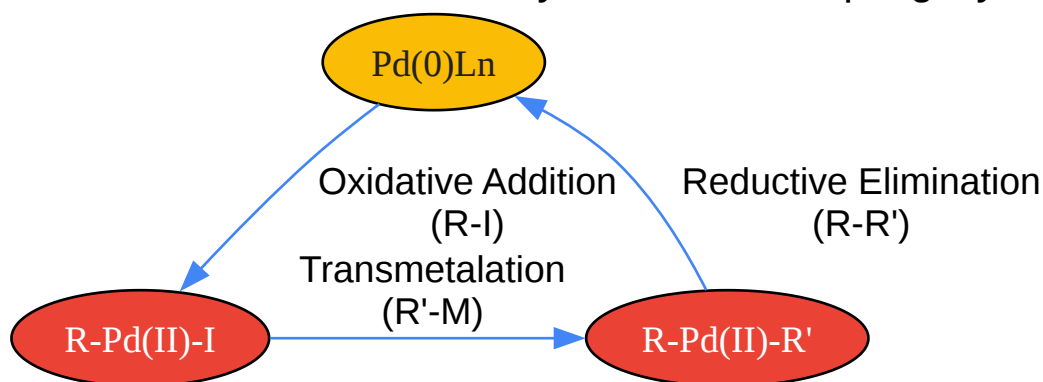 Pd(0)Ln
Oxidative Addition
(R-I)
Reductive Elimination
(R-R')
Transmetalation
(R'-M)
R-Pd(II)-I
R-Pd(II)-R'